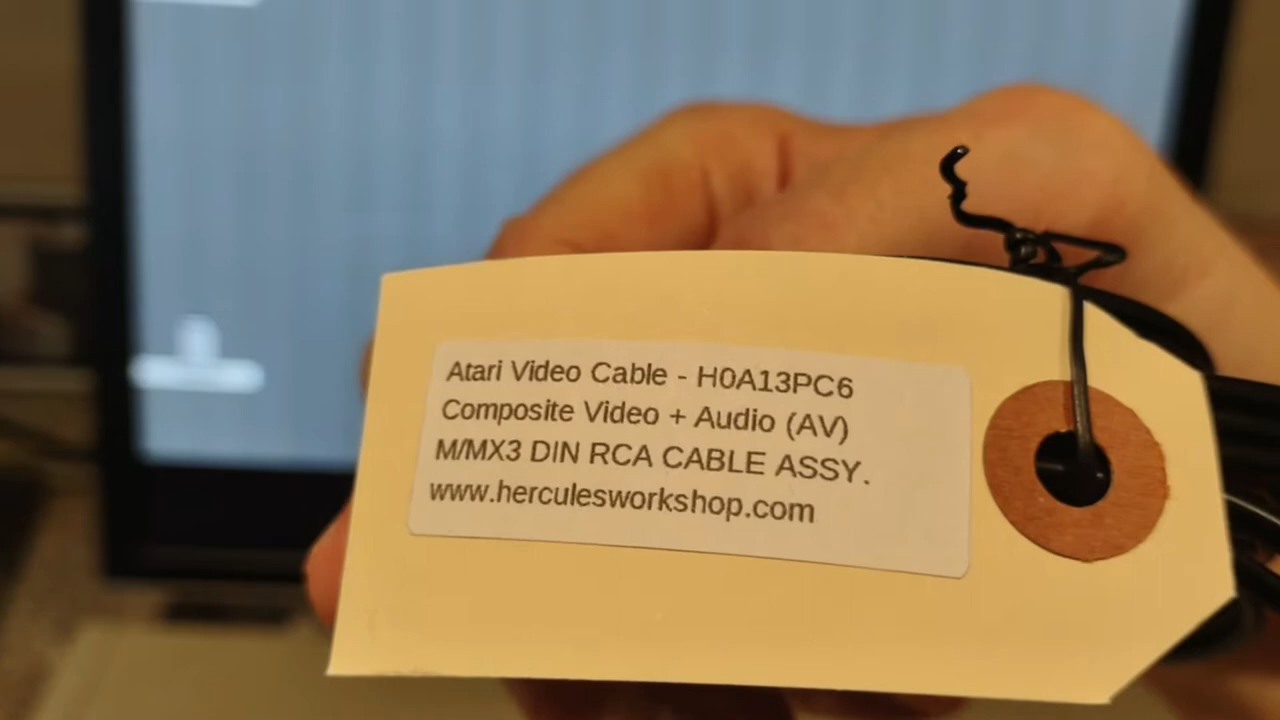 Atari Video Cable - H0A13PC6
Composite Video + Audio (AV)
M/MX3 DIN RCA CABLE ASSY.
www.herculesworkshop.com